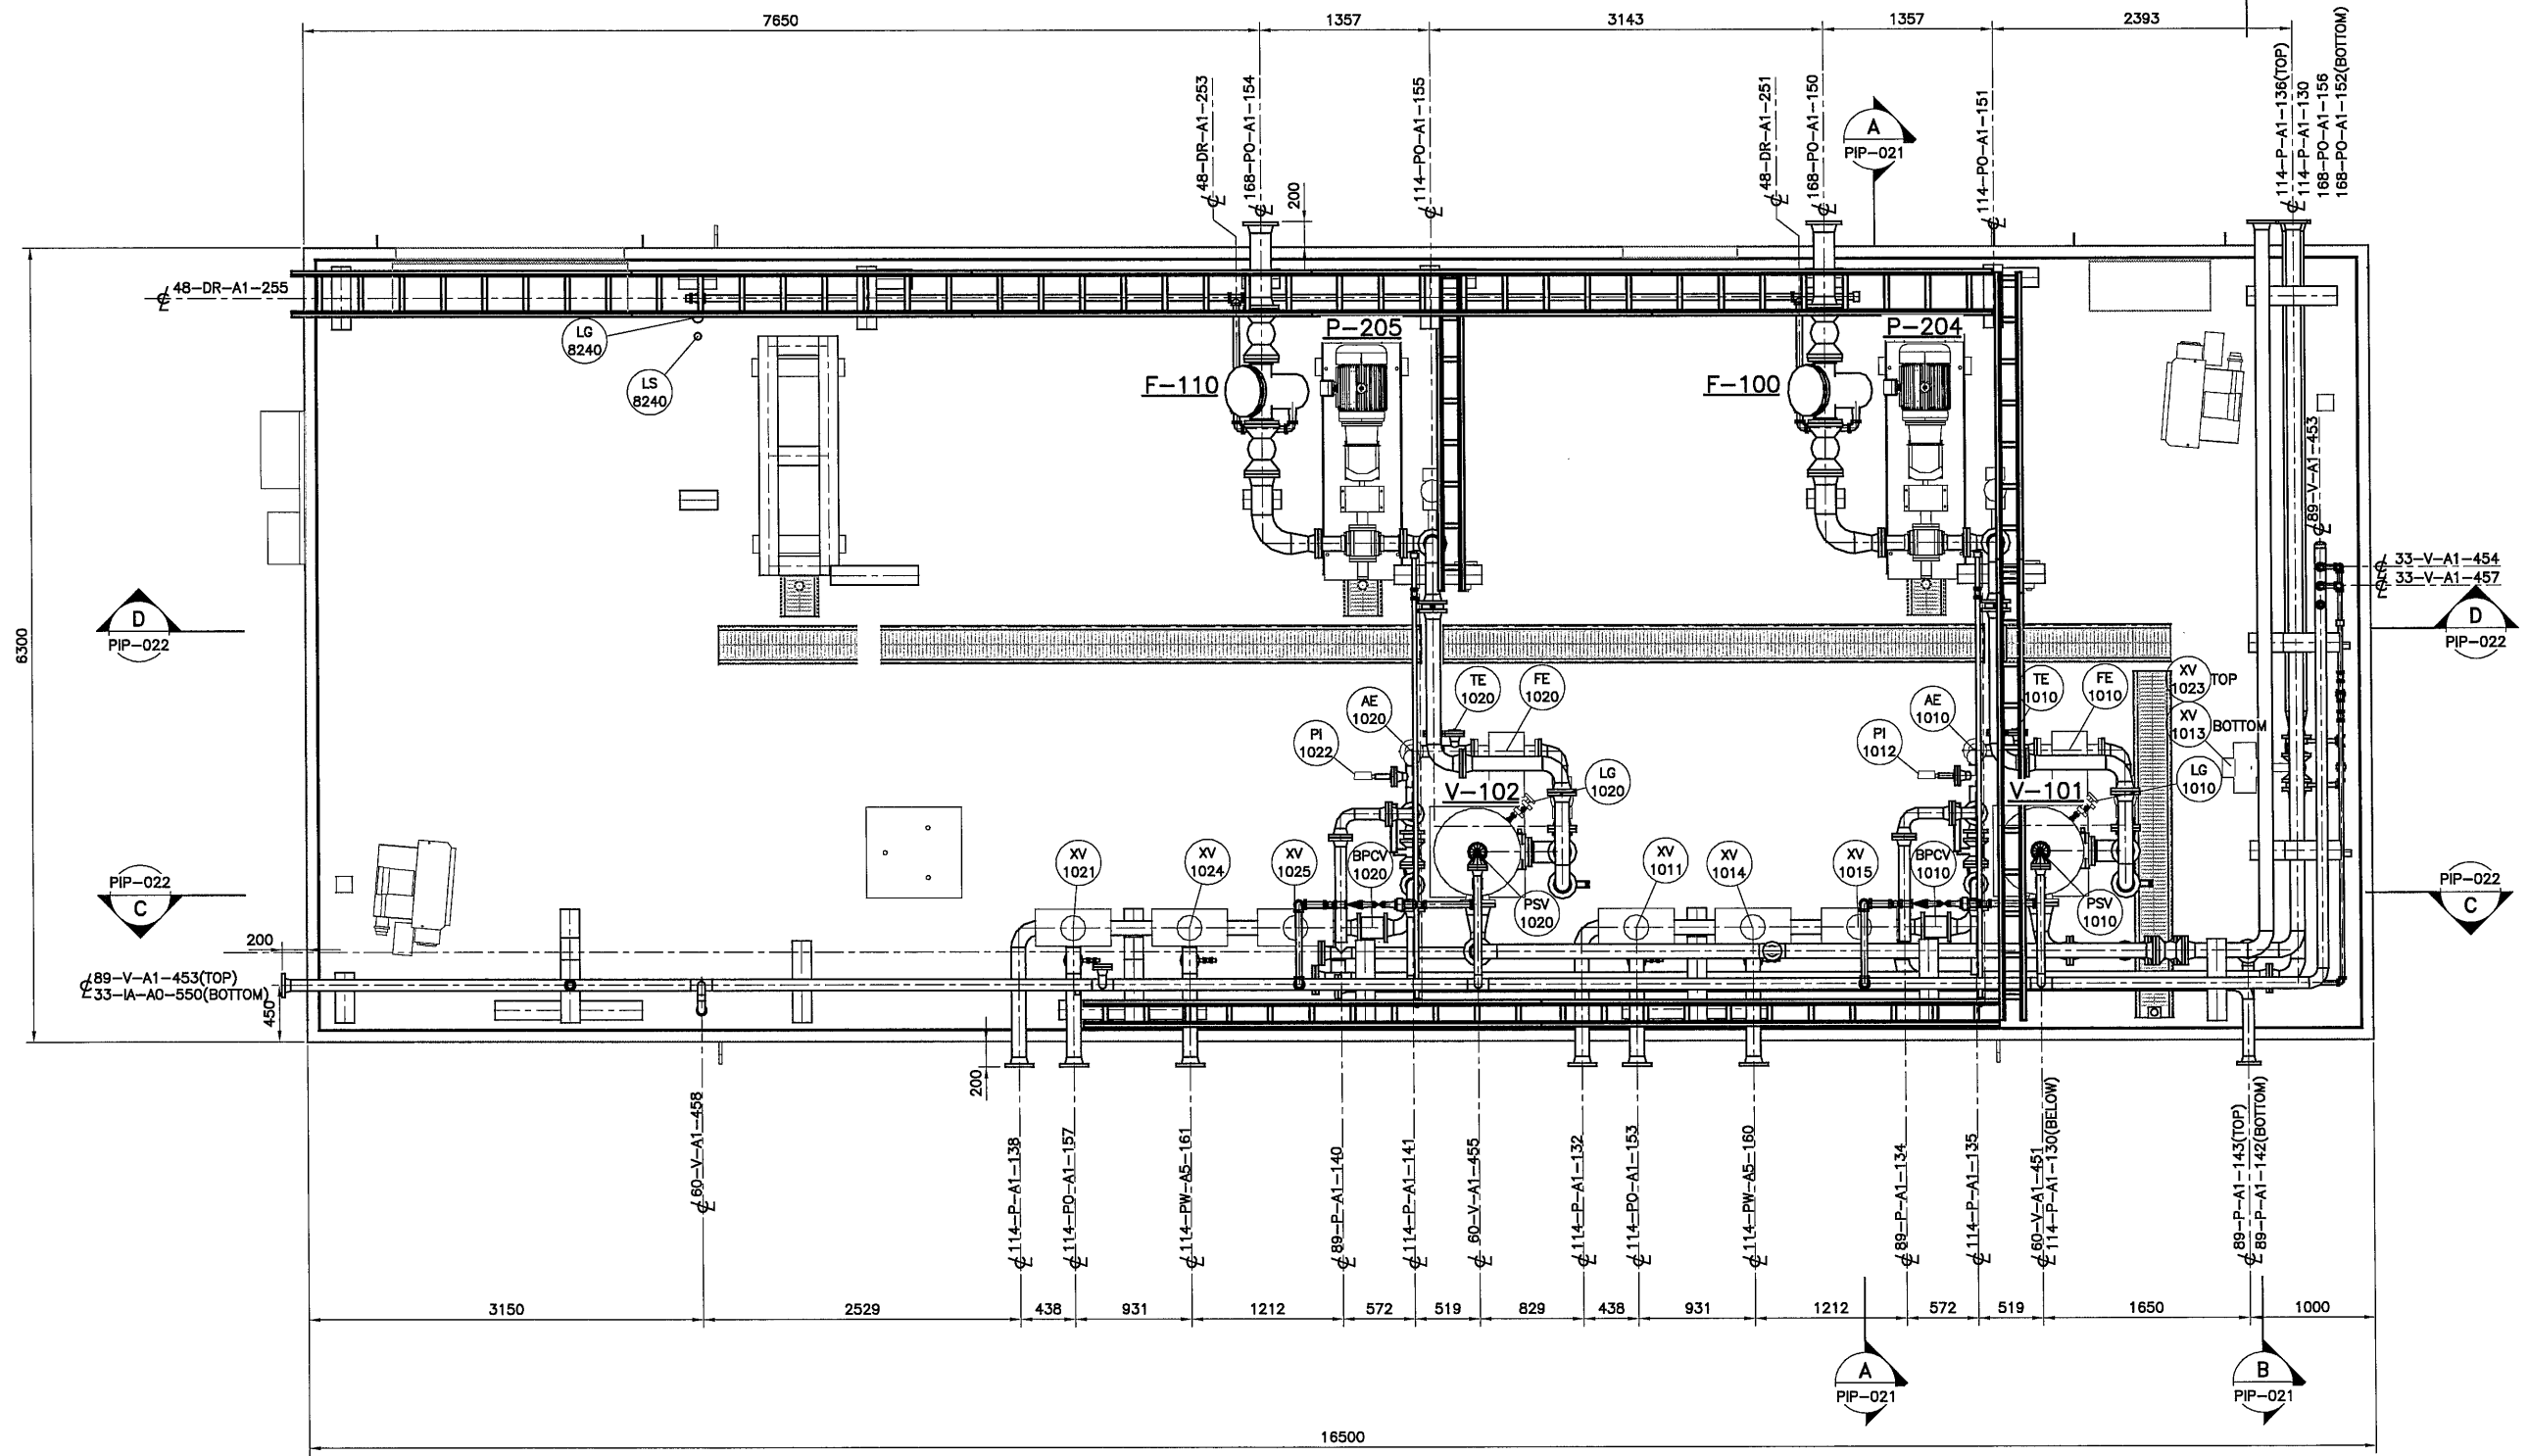 7650
1357
3143
1357
2393
48-DR-A1-253
168-PO-A1-154
200
114-PO-A1-155
48-DR-A1-251
168-PO-A1-150
A
PIP-021
114-PO-A1-151
114-P-A1-136(TOP)
114-P-A1-130
168-PO-A1-156
168-PO-A1-152(BOTTOM)
48-DR-A1-255
LG
8240
LS
8240
P-205
P-204
F-110
F-100
89-V-A1-453
33-V-A1-454
33-V-A1-457
D
PIP-022
D
PIP-022
6300
TE
1020
FE
1020
AE
1020
PI
1022
LG
1020
V-102
TE
1010
FE
1010
AE
1010
PI
1012
XV
1023
TOP
XV
1013
BOTTOM
LG
1010
V-101
XV
1021
XV
1024
XV
1025
BPCV
1020
PSV
1020
XV
1011
XV
1014
XV
1015
BPCV
1010
PSV
1010
PIP-022
C
PIP-022
C
200
89-V-A1-453(TOP)
33-IA-A0-550(BOTTOM)
450
200
60-V-A1-458
114-P-A1-138
114-PO-A1-157
114-PW-A5-161
89-P-A1-140
114-P-A1-141
60-V-A1-455
114-P-A1-132
114-PO-A1-153
114-PW-A5-160
89-P-A1-134
114-P-A1-135
60-V-A1-451
114-P-A1-130(BELOW)
89-P-A1-143(TOP)
89-P-A1-142(BOTTOM)
3150
2529
438
931
1212
572
519
829
438
931
1212
572
519
1650
1000
A
PIP-021
B
PIP-021
16500